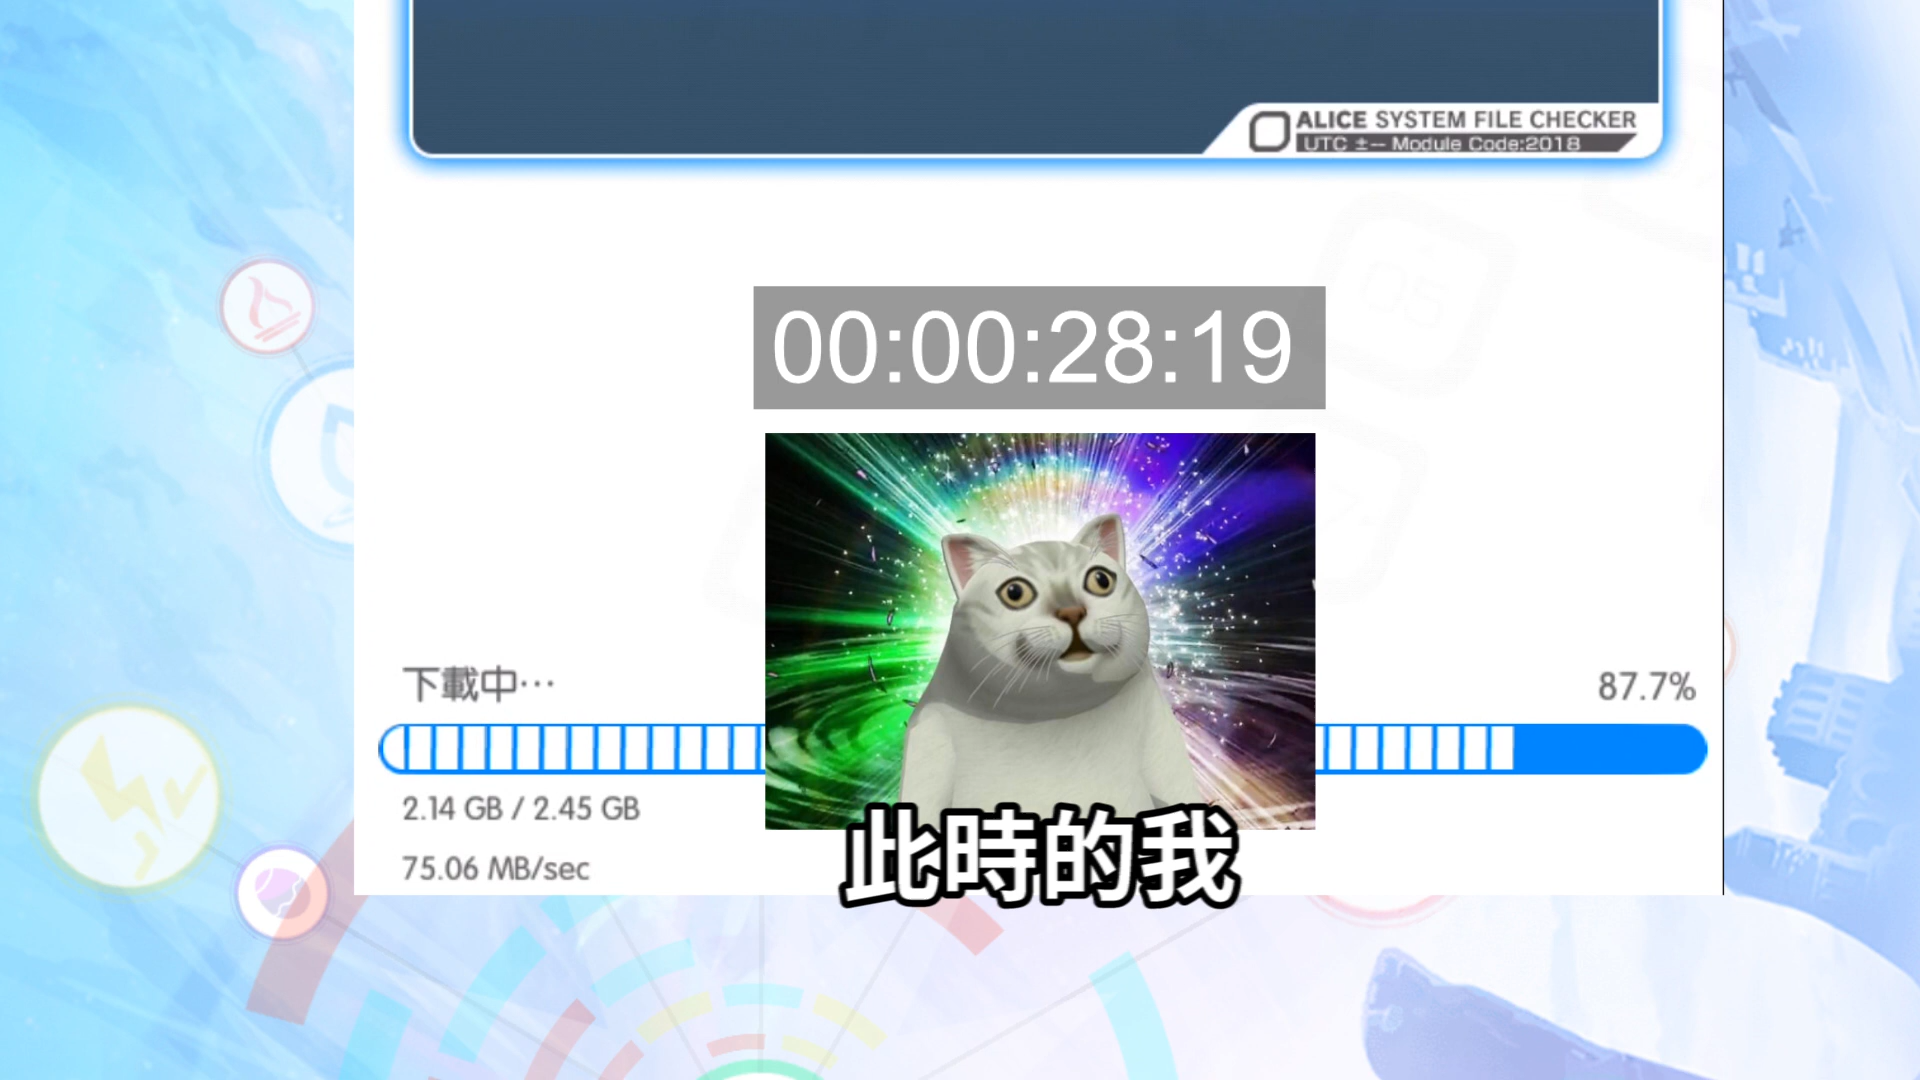 ALICE SYSTEM FILE CHECKER
UTC ±-- Module Code:2018
00:00:28:19
下載中…
87.7%
2.14 GB / 2.45 GB
75.06 MB/sec
此時的我